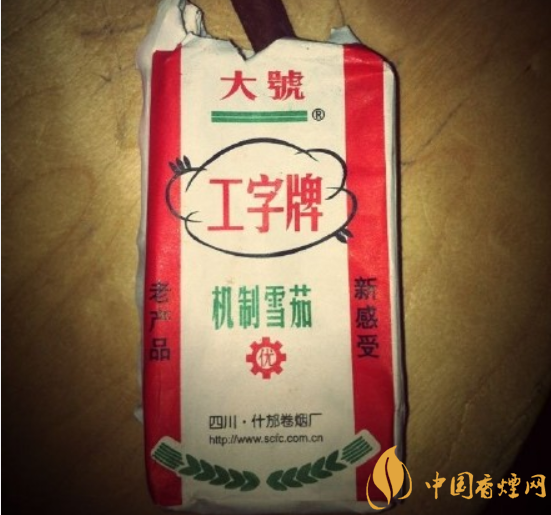 大號
®
工字牌
机制雪茄
老产品
新感受
优
四川·什邡卷烟厂
http://www.scfc.com.cn
中国香烟网